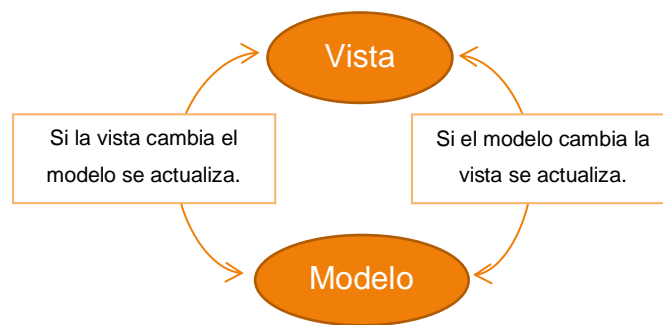 Vista
Si la vista cambia el
modelo se actualiza.
Si el modelo cambia la
vista se actualiza.
Modelo